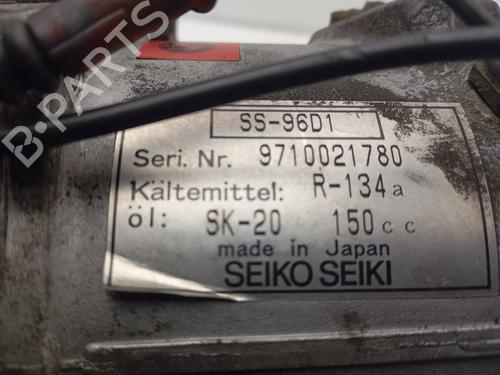 SS-96D1
Seri. Nr. 9710021780
Kältemittel: R-134a
öl: SK-20 150cc
made in Japan
SEIKO SEIKI
B-PARTS